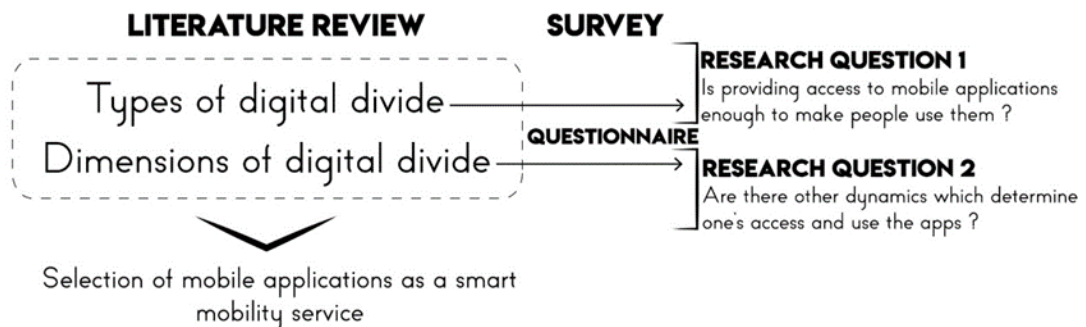 LITERATURE REVIEW
SURVEY
Types of digital divide
Dimensions of digital divide
QUESTIONNAIRE
RESEARCH QUESTION 1
Is providing access to mobile applications
enough to make people use them ?
RESEARCH QUESTION 2
Are there other dynamics which determine
one's access and use the apps ?
Selection of mobile applications as a smart
mobility service